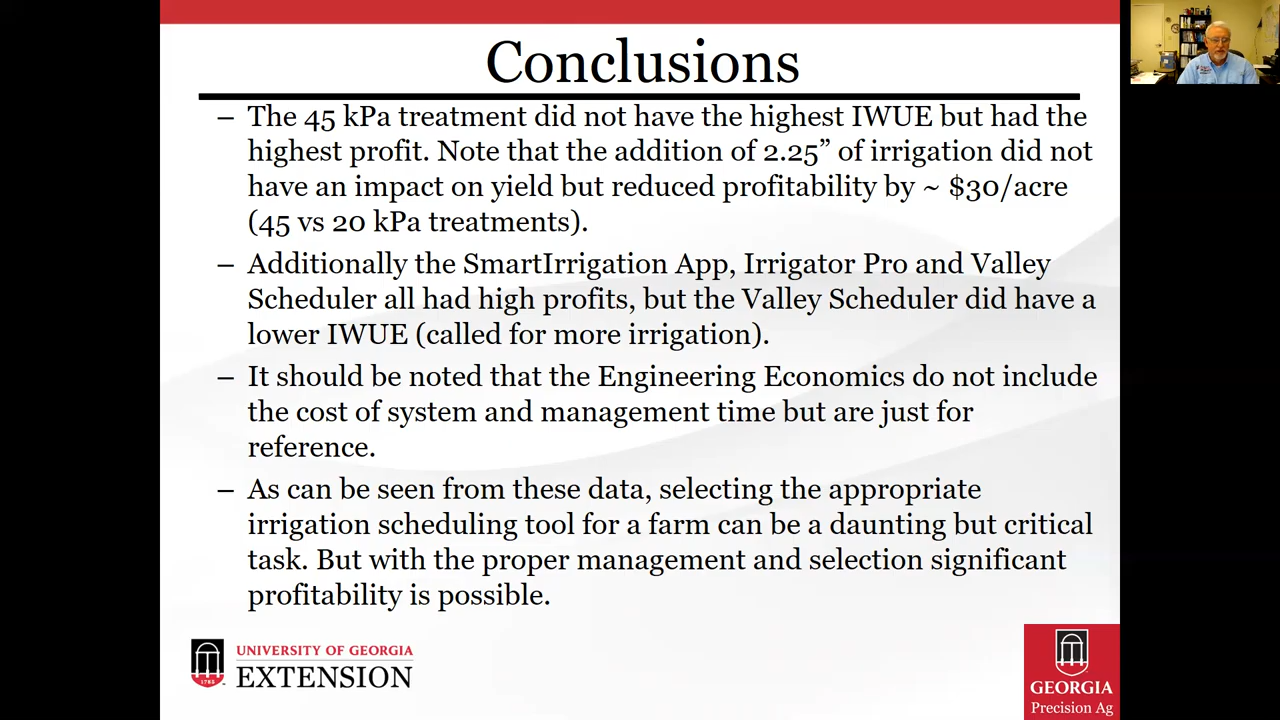 Conclusions
– The 45 kPa treatment did not have the highest IWUE but had the
highest profit. Note that the addition of 2.25” of irrigation did not
have an impact on yield but reduced profitability by ~ $30/acre
(45 vs 20 kPa treatments).
– Additionally the SmartIrrigation App, Irrigator Pro and Valley
Scheduler all had high profits, but the Valley Scheduler did have a
lower IWUE (called for more irrigation).
– It should be noted that the Engineering Economics do not include
the cost of system and management time but are just for
reference.
– As can be seen from these data, selecting the appropriate
irrigation scheduling tool for a farm can be a daunting but critical
task. But with the proper management and selection significant
profitability is possible.
1785
UNIVERSITY OF GEORGIA
EXTENSION
GEORGIA
Precision Ag